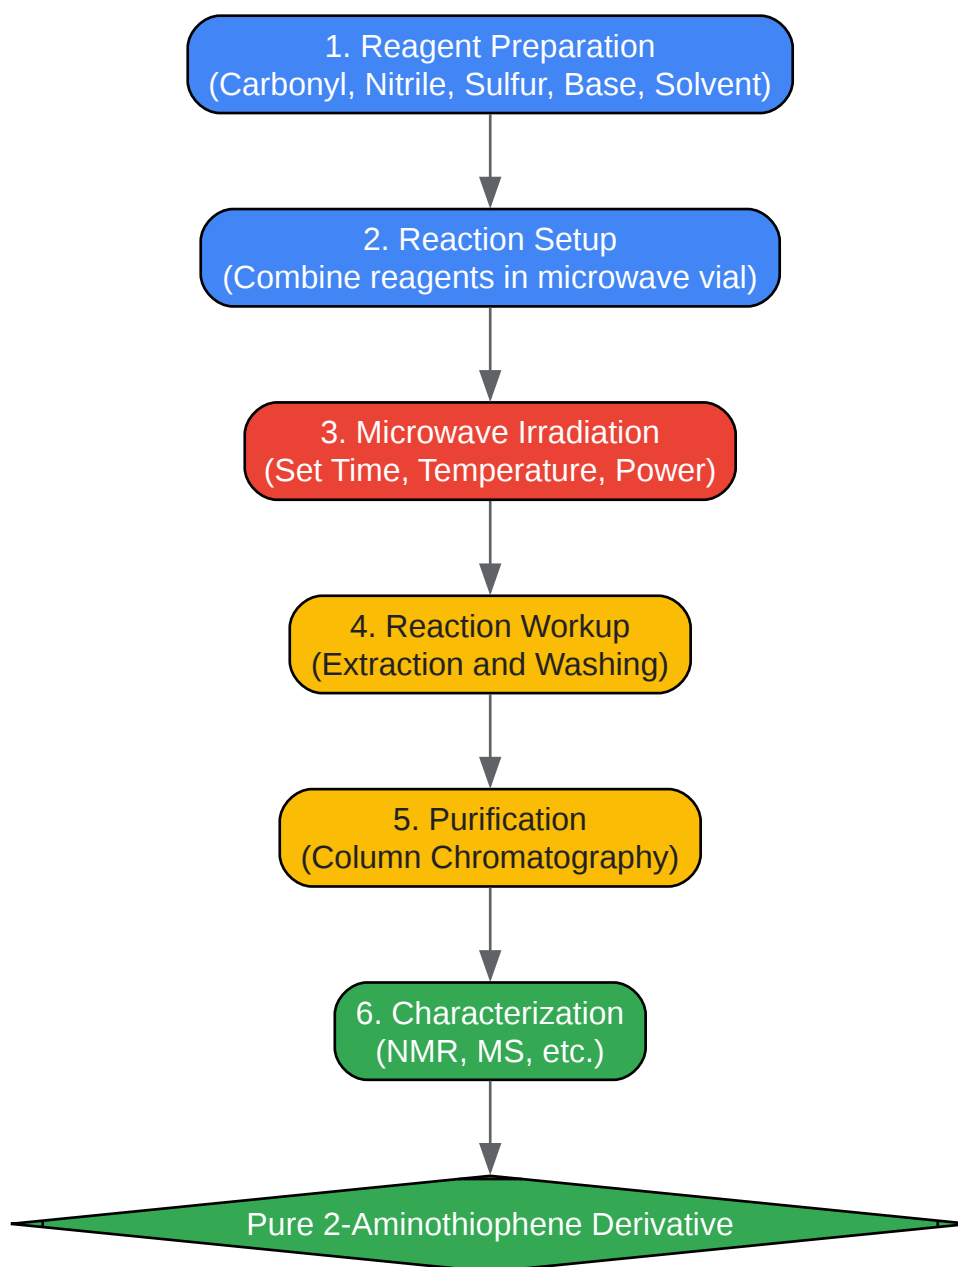 1. Reagent Preparation
(Carbonyl, Nitrile, Sulfur, Base, Solvent)
2. Reaction Setup
(Combine reagents in microwave vial)
3. Microwave Irradiation
(Set Time, Temperature, Power)
4. Reaction Workup
(Extraction and Washing)
5. Purification
(Column Chromatography)
6. Characterization
(NMR, MS, etc.)
Pure 2-Aminothiophene Derivative